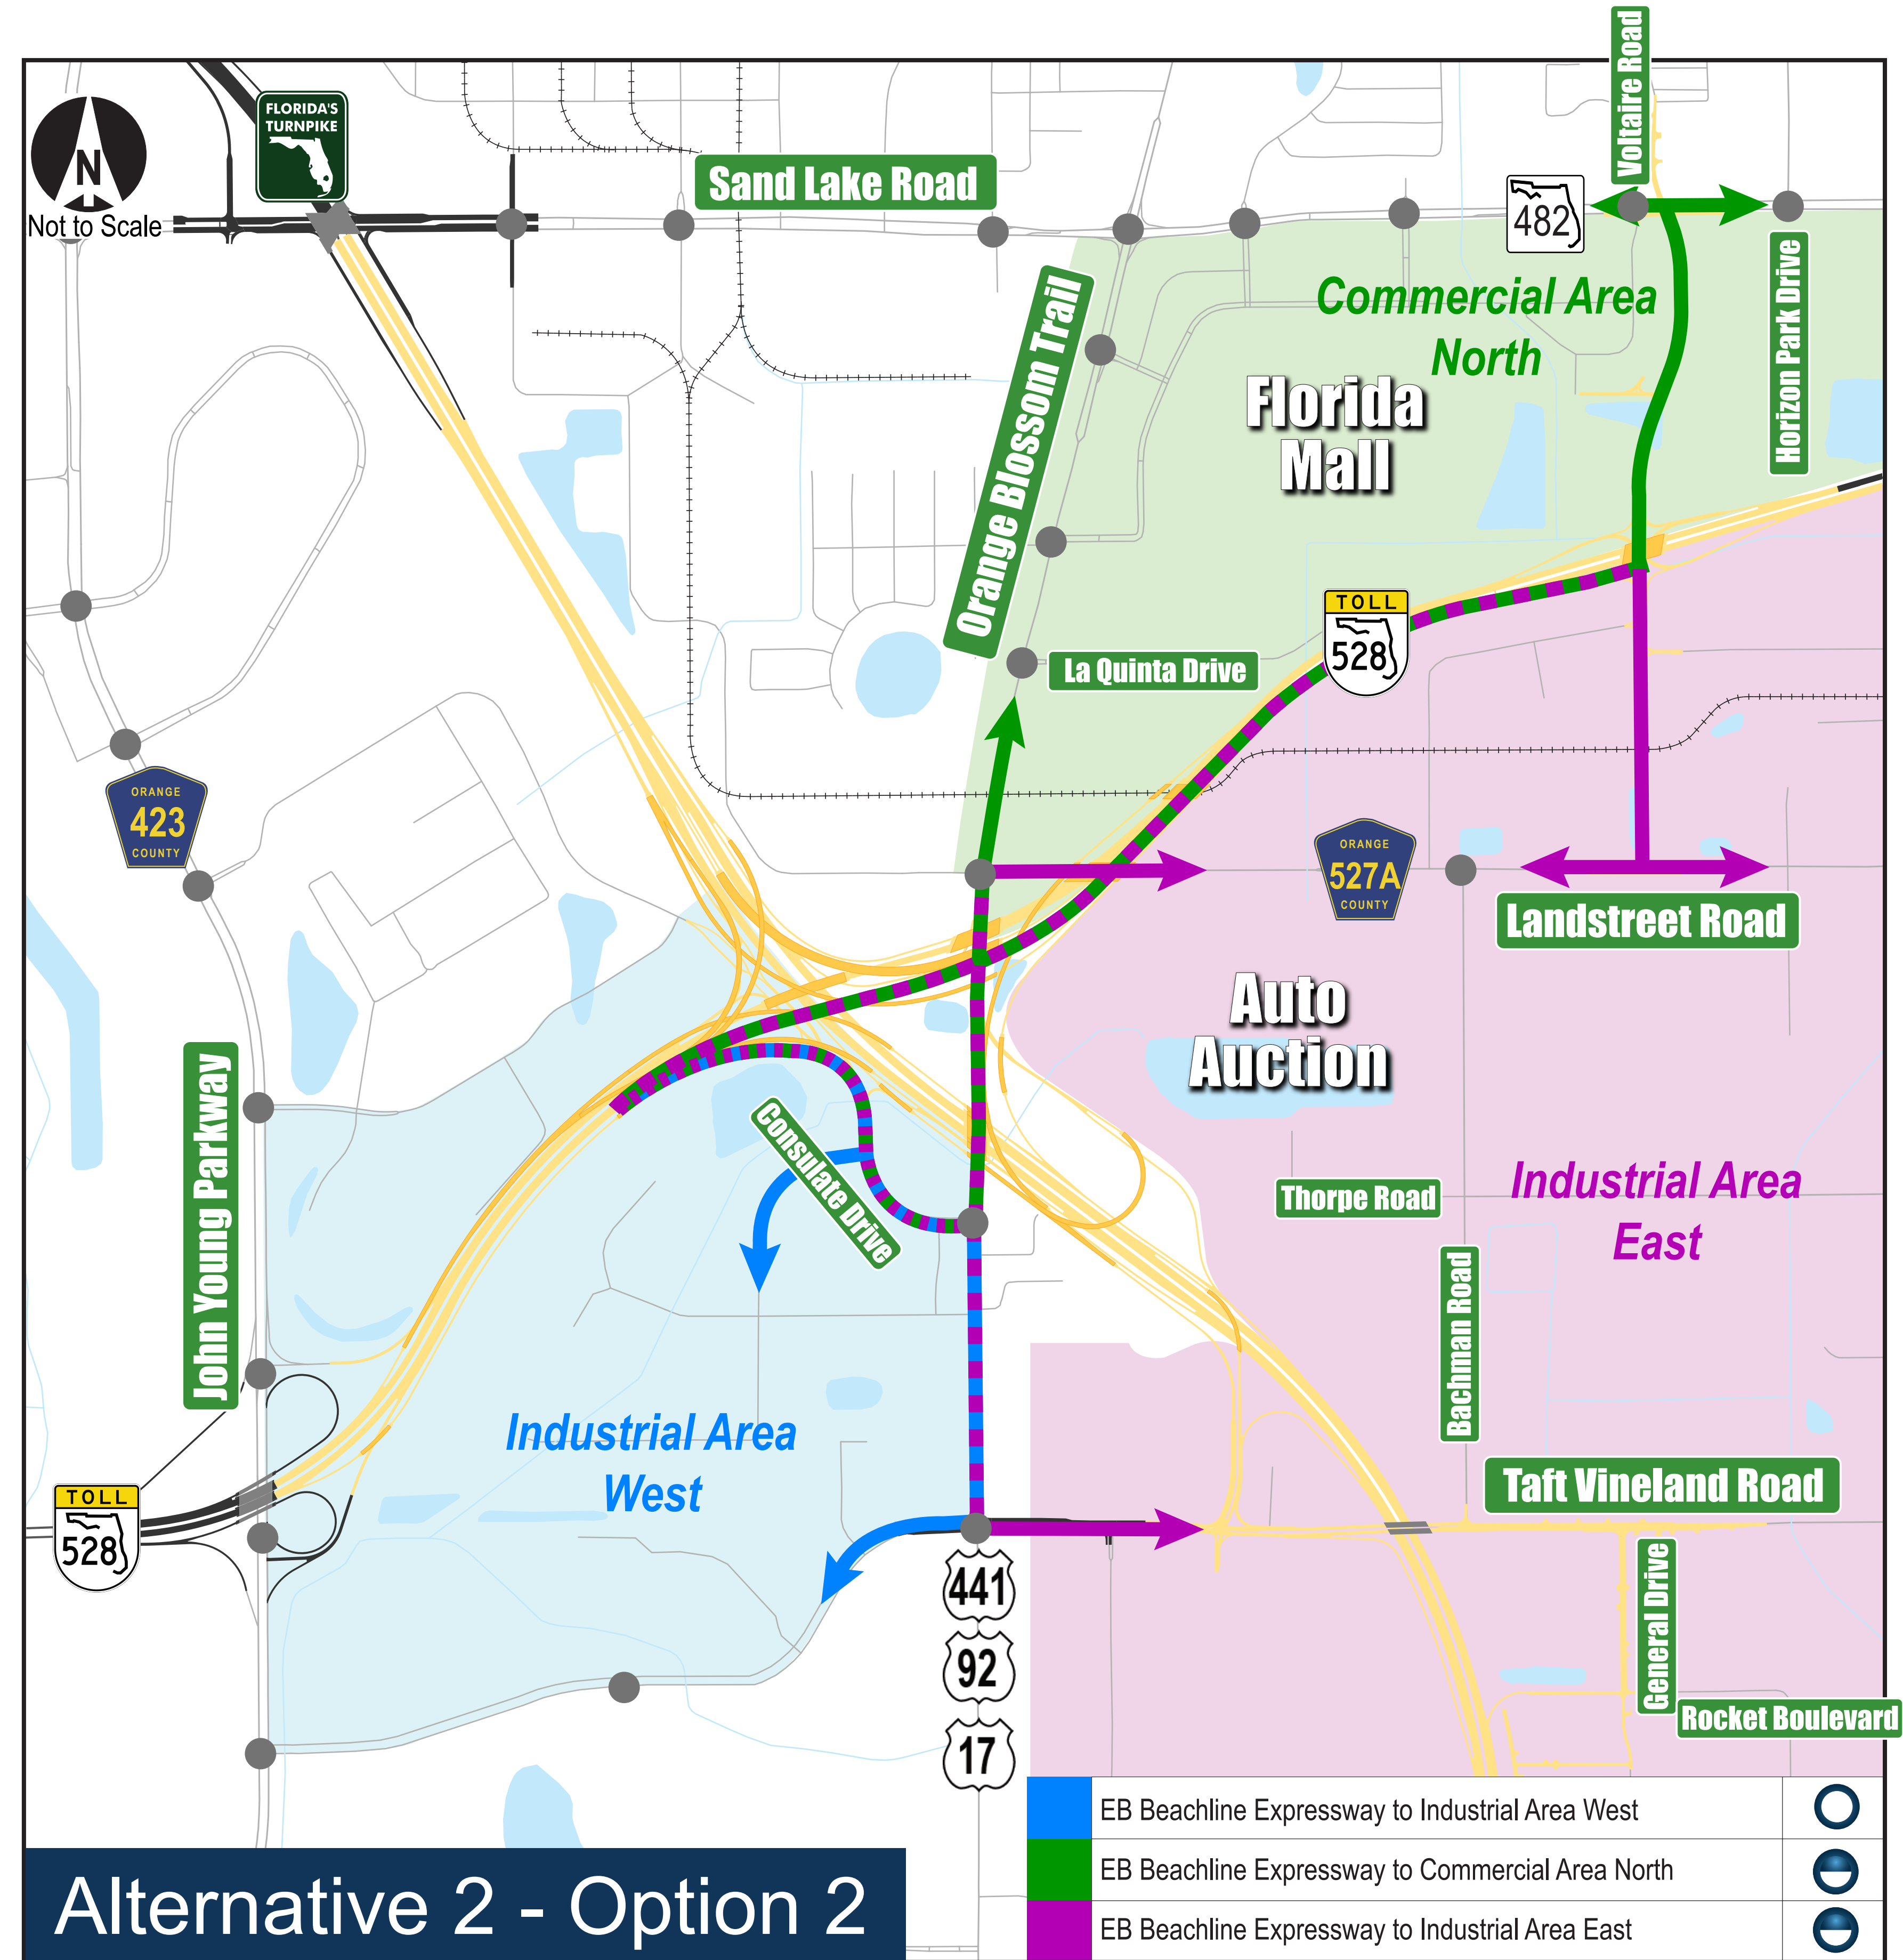 Voltaire Road
FLORIDA'S
TURNPIKE
N
Not to Scale
Sand Lake Road
482
Commercial Area
North
Horizon Park Drive
Orange Blossom Trail
Florida
Mall
TOLL
528
La Quinta Drive
ORANGE
423
COUNTY
ORANGE
527A
COUNTY
Landstreet Road
Auto
Auction
John Young Parkway
Consulate Drive
Thorpe Road
Industrial Area
East
Bachman Road
Industrial Area
West
Taft Vineland Road
TOLL
528
441
92
17
General Drive
Rocket Boulevard
EB Beachline Expressway to Industrial Area West
EB Beachline Expressway to Commercial Area North
EB Beachline Expressway to Industrial Area East
Alternative 2 - Option 2